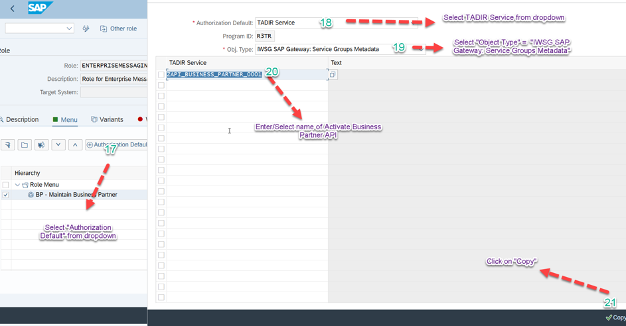 SAP
Other role
Role
Role: ENTERPRISEMESSAGIN
Description: Role for Enterprise Messa
Target System:
Description Menu Variants
Authorization Defaul
17
Hierarchy
Role Menu
BP - Maintain Business Partner
Select "Authorization
Default" from dropdown
* Authorization Default: TADIR Service
18
Select TADIR Service from dropdown
Program ID: R3TR
* Obj. Type: IWSG SAP Gateway: Service Groups Metadata
19
Select "Object Type" = "IWSG SAP
Gateway: Service Groups Metadata"
TADIR Service Text
ZAPI_BUSINESS_PARTNER_0001
20
Enter/Select name of Activate Business
Partner API
Click on "Copy"
21
Copy